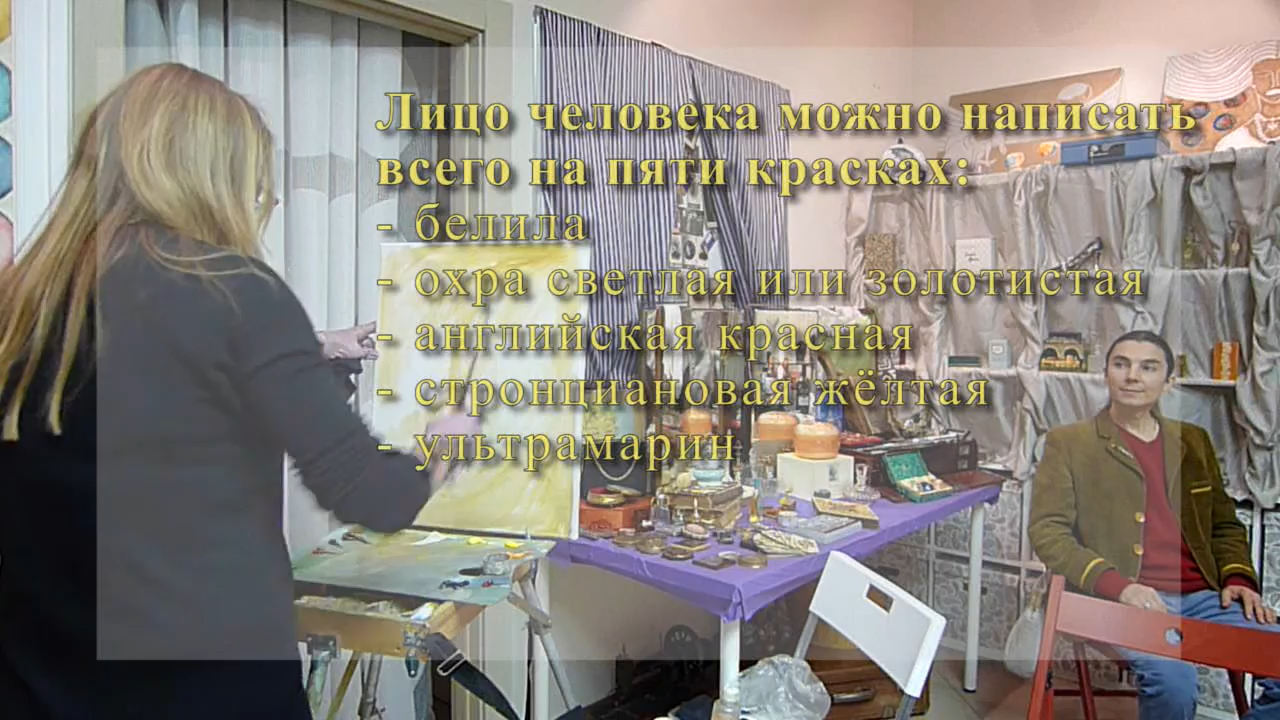 Лицо человека можно написать
всего на пяти красках:
- белила
- охра светлая или золотистая
- английская красная
- стронциановая жёлтая
- ультрамарин